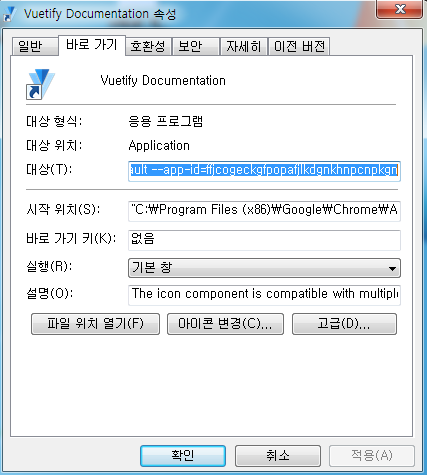 Vuetify Documentation 속성
일반 바로 가기 호환성 보안 자세히 이전 버전
Vuetify Documentation
대상 형식: 응용 프로그램
대상 위치: Application
대상(T): ault --app-id=ffjcogeckgfpopafjlkdgnkhnpcnpkgn
시작 위치(S): "C:\Program Files (x86)\Google\Chrome\A
바로 가기 키(K): 없음
실행(R): 기본 창
설명(O): The icon component is compatible with multiple
파일 위치 열기(F) 아이콘 변경(C)... 고급(D)...
확인 취소 적용(A)